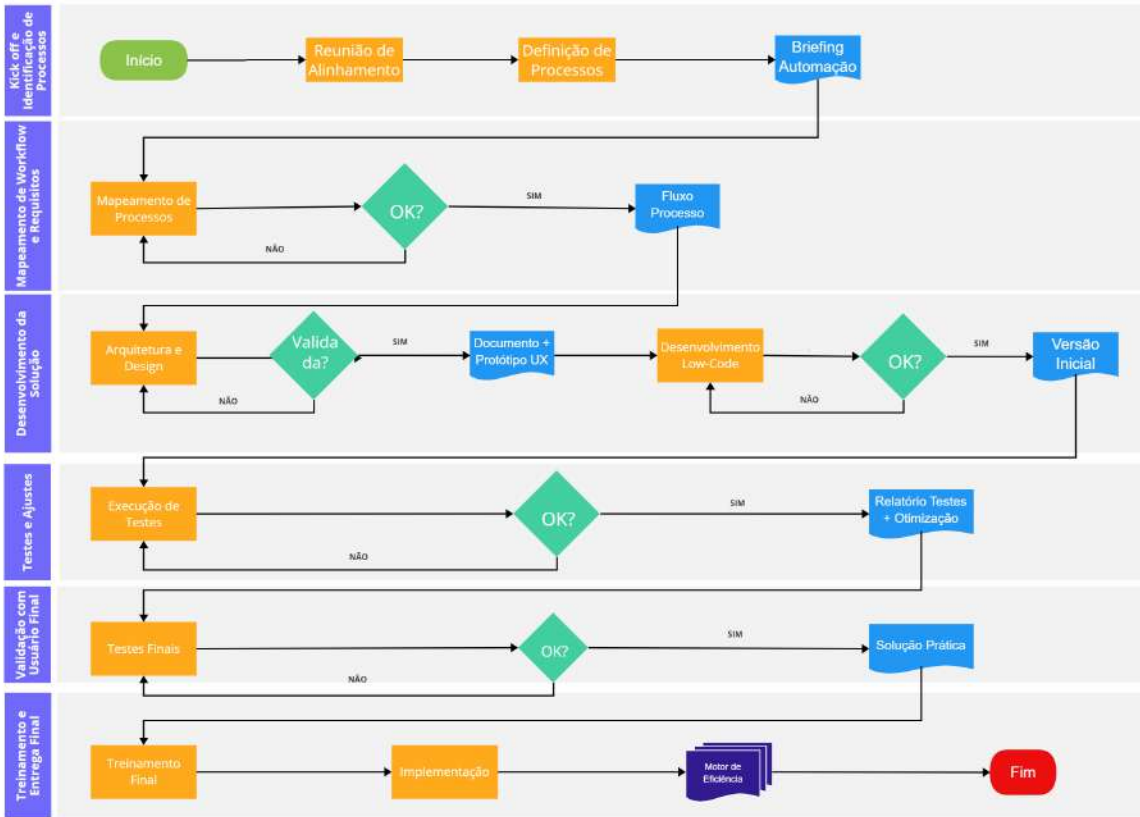 Kick off e
Identificação de
Processos
Início
Reunião de
Alinhamento
Definição de
Processos
Briefing
Automação
Mapeamento de Workflow
e Requisitos
Mapeamento de
Processos
OK?
SIM
NÃO
Fluxo
Processo
Desenvolvimento da
Solução
Arquitetura e
Design
Valida
da?
SIM
NÃO
Documento +
Protótipo UX
Desenvolvimento
Low-Code
OK?
SIM
NÃO
Versão
Inicial
Testes e Ajustes
Execução de
Testes
OK?
SIM
NÃO
Relatório Testes
+ Otimização
Validação com
Usuário Final
Testes Finais
OK?
SIM
NÃO
Solução Prática
Treinamento e
Entrega Final
Treinamento
Final
Implementação
Motor de
Eficiência
Fim